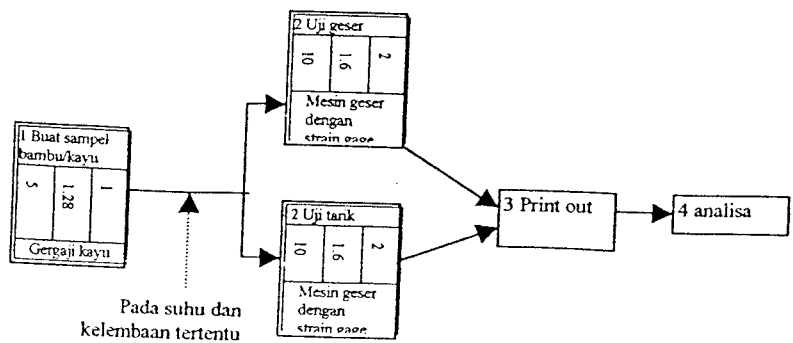 1 Buat sampel
bambu/kayu
5 1.28 1
Gergaji kayu
Pada suhu dan
kelembaan tertentu
2 Uji geser
10 1.6 2
Mesin geser
dengan
strain gage
2 Uji tarik
10 1.6 2
Mesin geser
dengan
strain gage
3 Print out
4 analisa